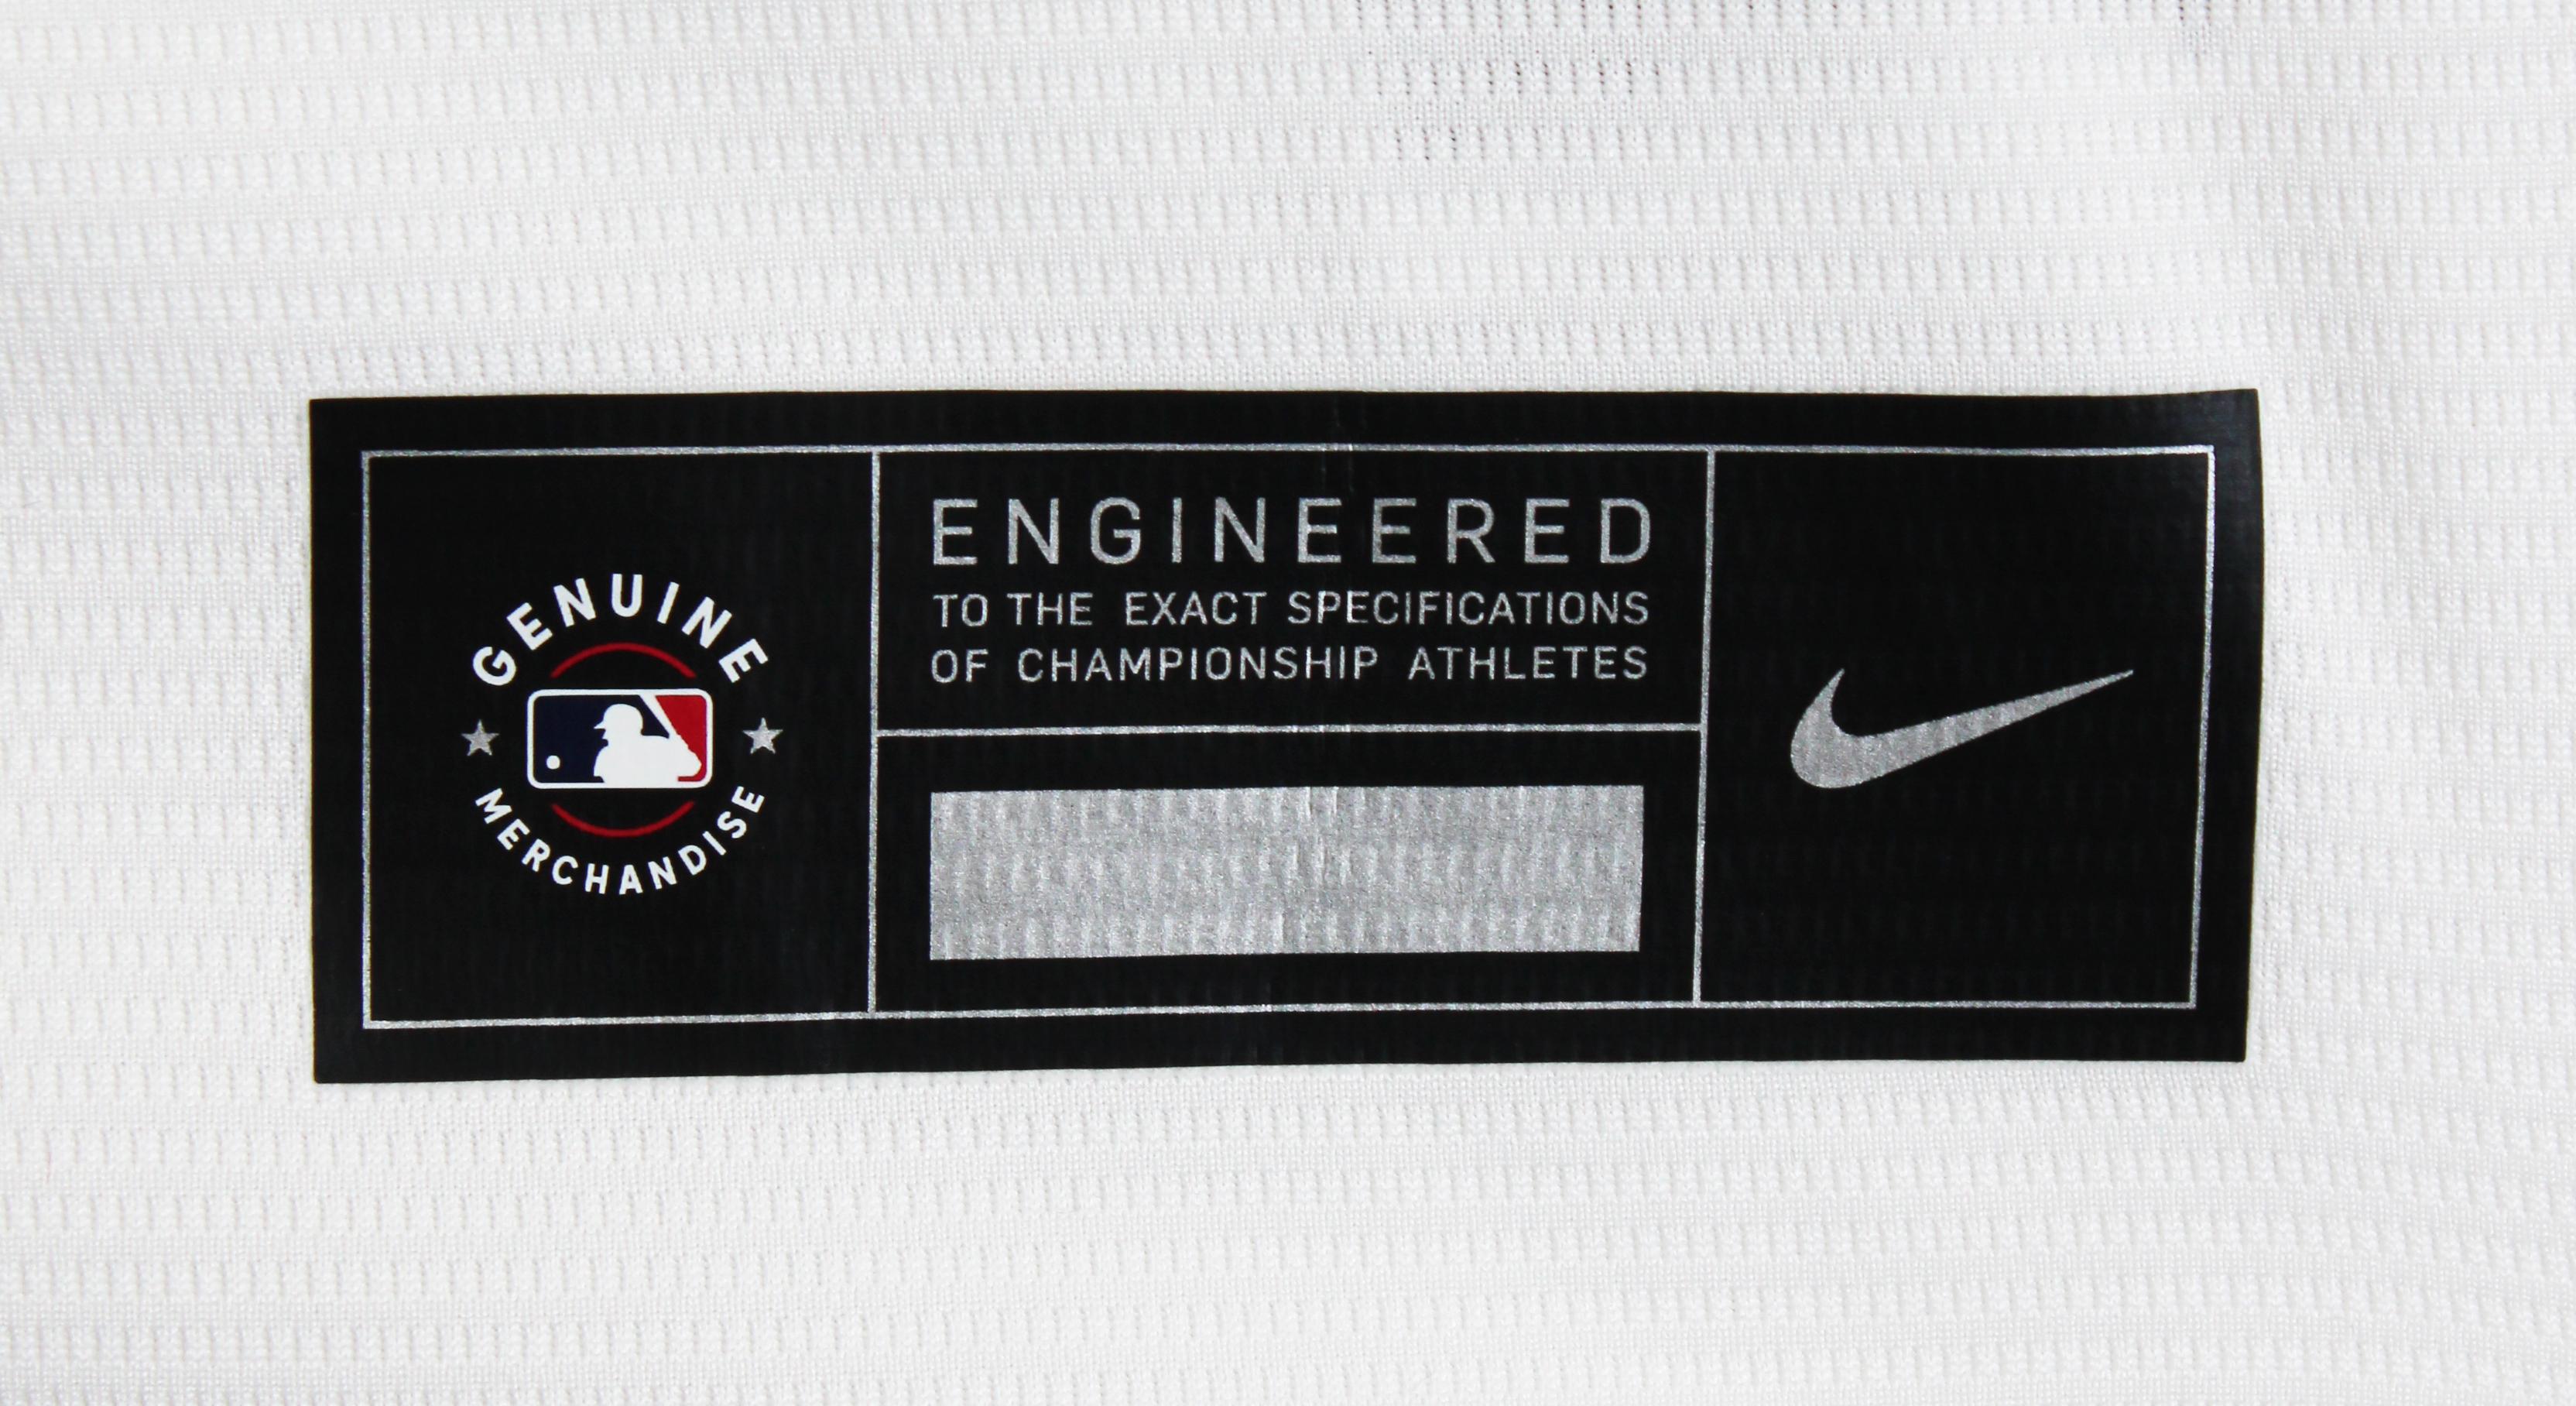 GENUINE
MERCHANDISE
ENGINEERED
TO THE EXACT SPECIFICATIONS
OF CHAMPIONSHIP ATHLETES